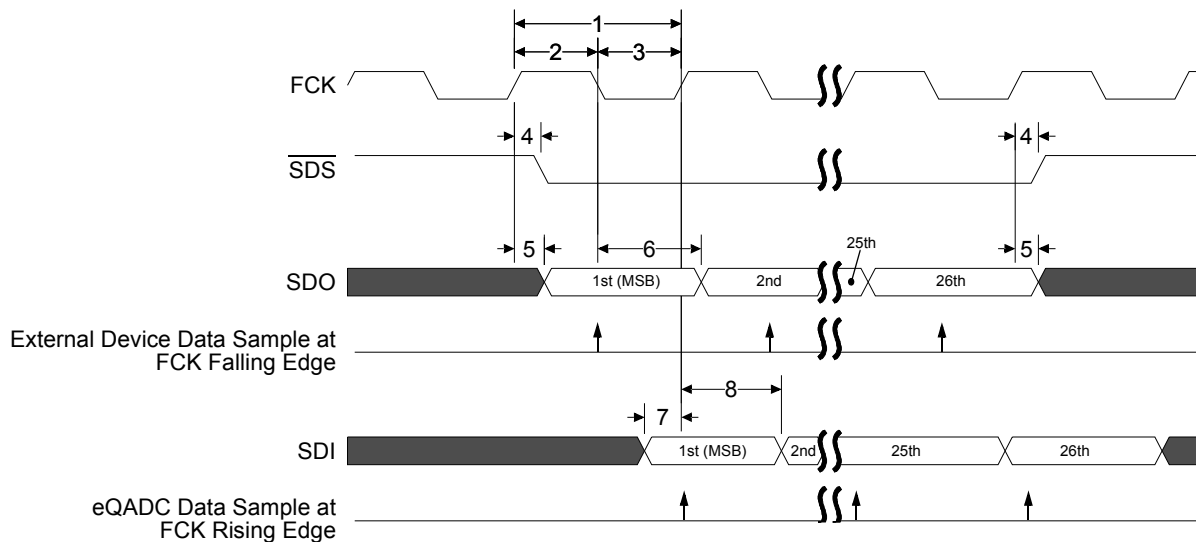 1
2 3
FCK
4 4
SDS
5 6 25th 5
SDO 1st (MSB) 2nd 26th
External Device Data Sample at
FCK Falling Edge
8
7
SDI 1st (MSB) 2nd 25th 26th
eQADC Data Sample at
FCK Rising Edge